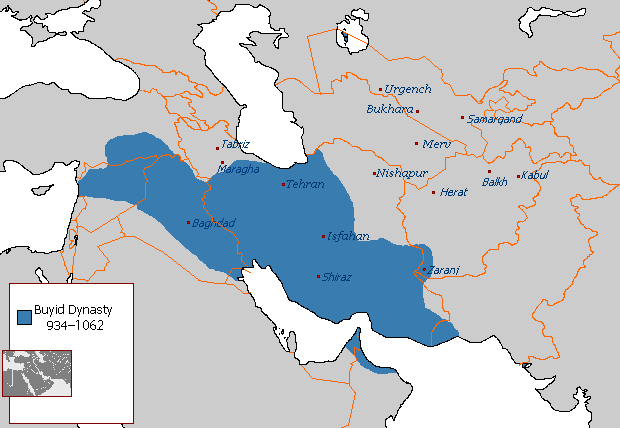 Urgench
Bukhara
Samarqand
Tabriz
Merv
Maragha
Nishapur
Balkh
Kabul
Tehran
Herat
Baghdad
Isfahan
Zaranj
Shiraz
Buyid Dynasty
934–1062